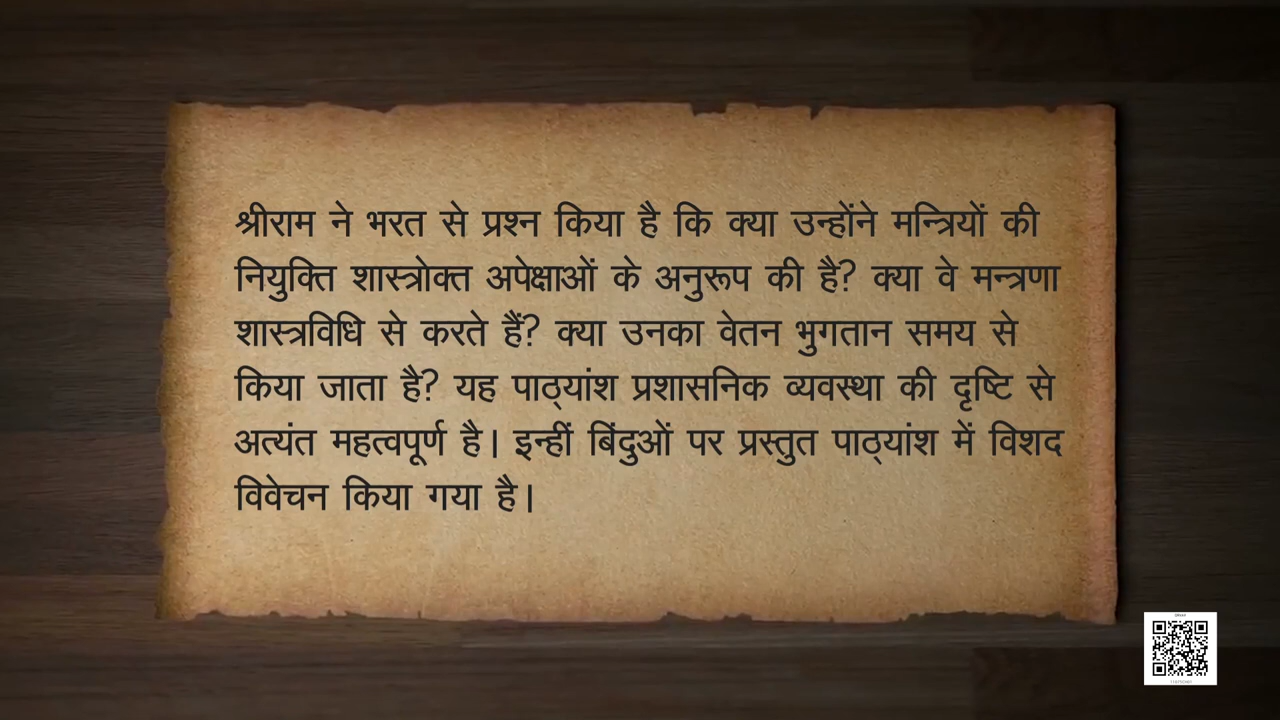 श्रीराम ने भरत से प्रश्न किया है कि क्या उन्होंने मन्त्रियों की
नियुक्ति शास्त्रोक्त अपेक्षाओं के अनुरूप की है? क्या वे मन्त्रणा
शास्त्रविधि से करते हैं? क्या उनका वेतन भुगतान समय से
किया जाता है? यह पाठ्यांश प्रशासनिक व्यवस्था की दृष्टि से
अत्यंत महत्वपूर्ण है। इन्हीं बिंदुओं पर प्रस्तुत पाठ्यांश में विशद
विवेचन किया गया है।